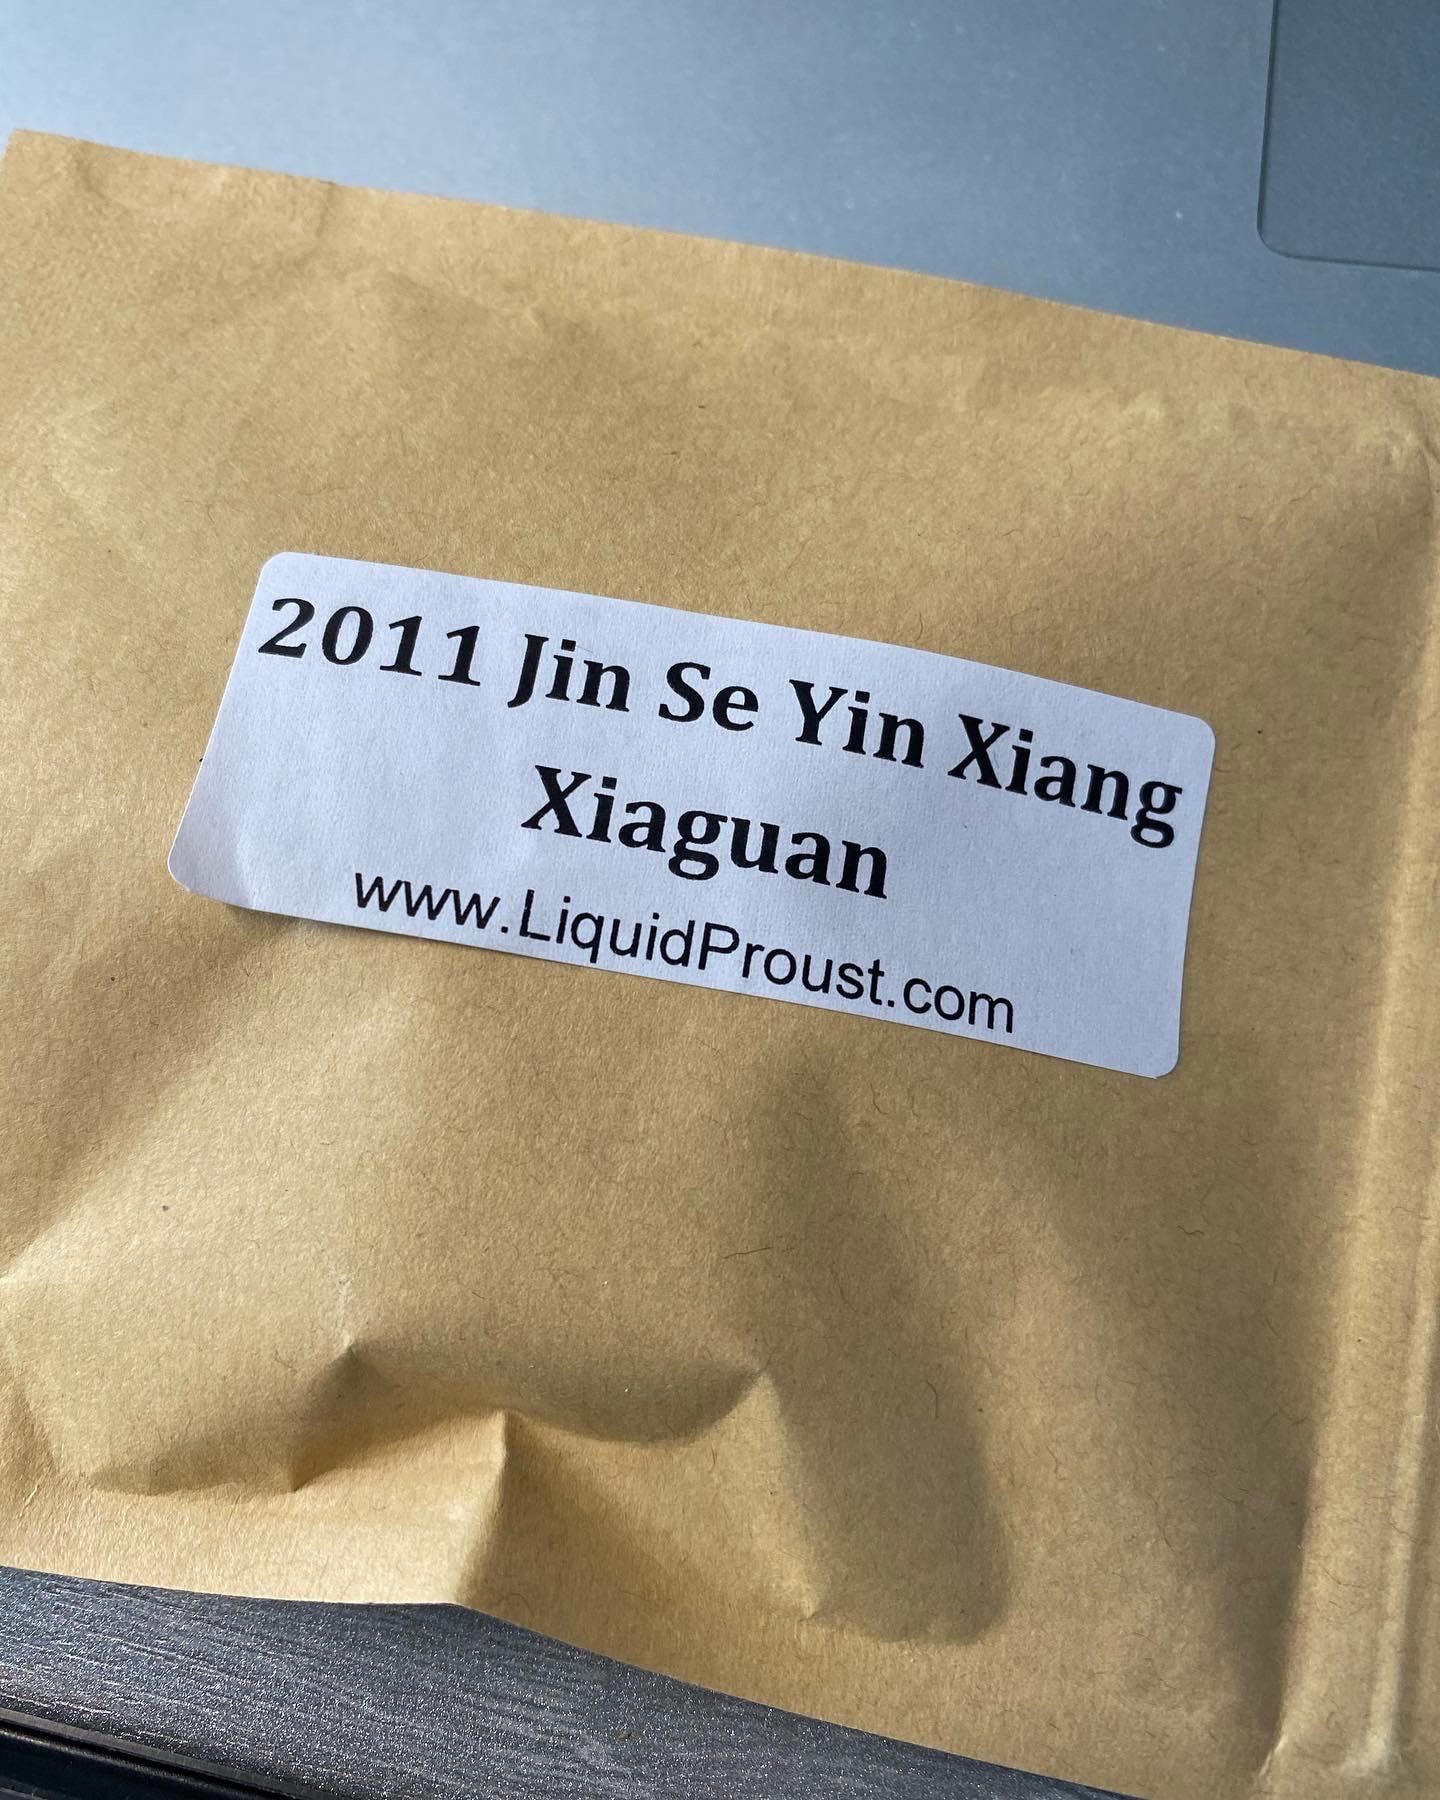 2011 Jin Se Yin Xiang
Xiaguan
www.LiquidProust.com